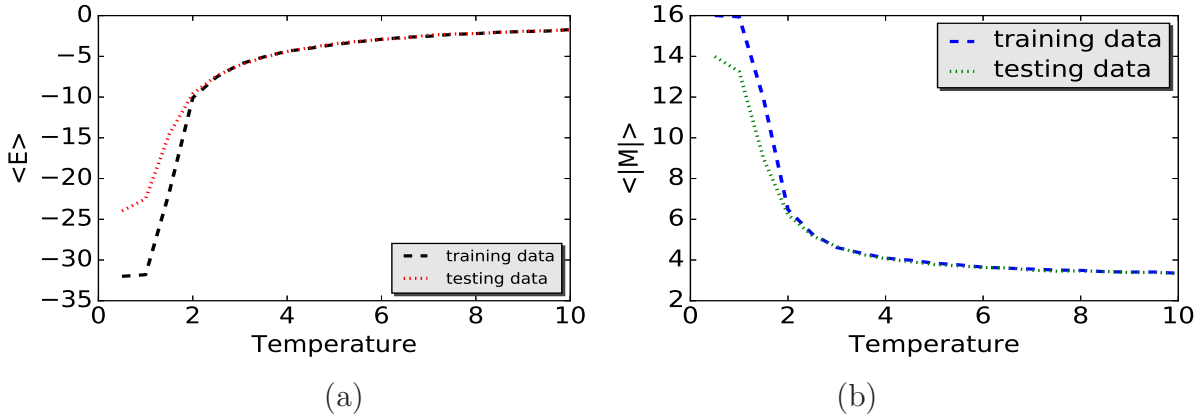 0
−5
−10
−15
−20
−25
−30
−35
<E>
0 2 4 6 8 10
Temperature
training data
testing data
(a)
16
14
12
10
8
6
4
2
<|M|>
0 2 4 6 8 10
Temperature
training data
testing data
(b)